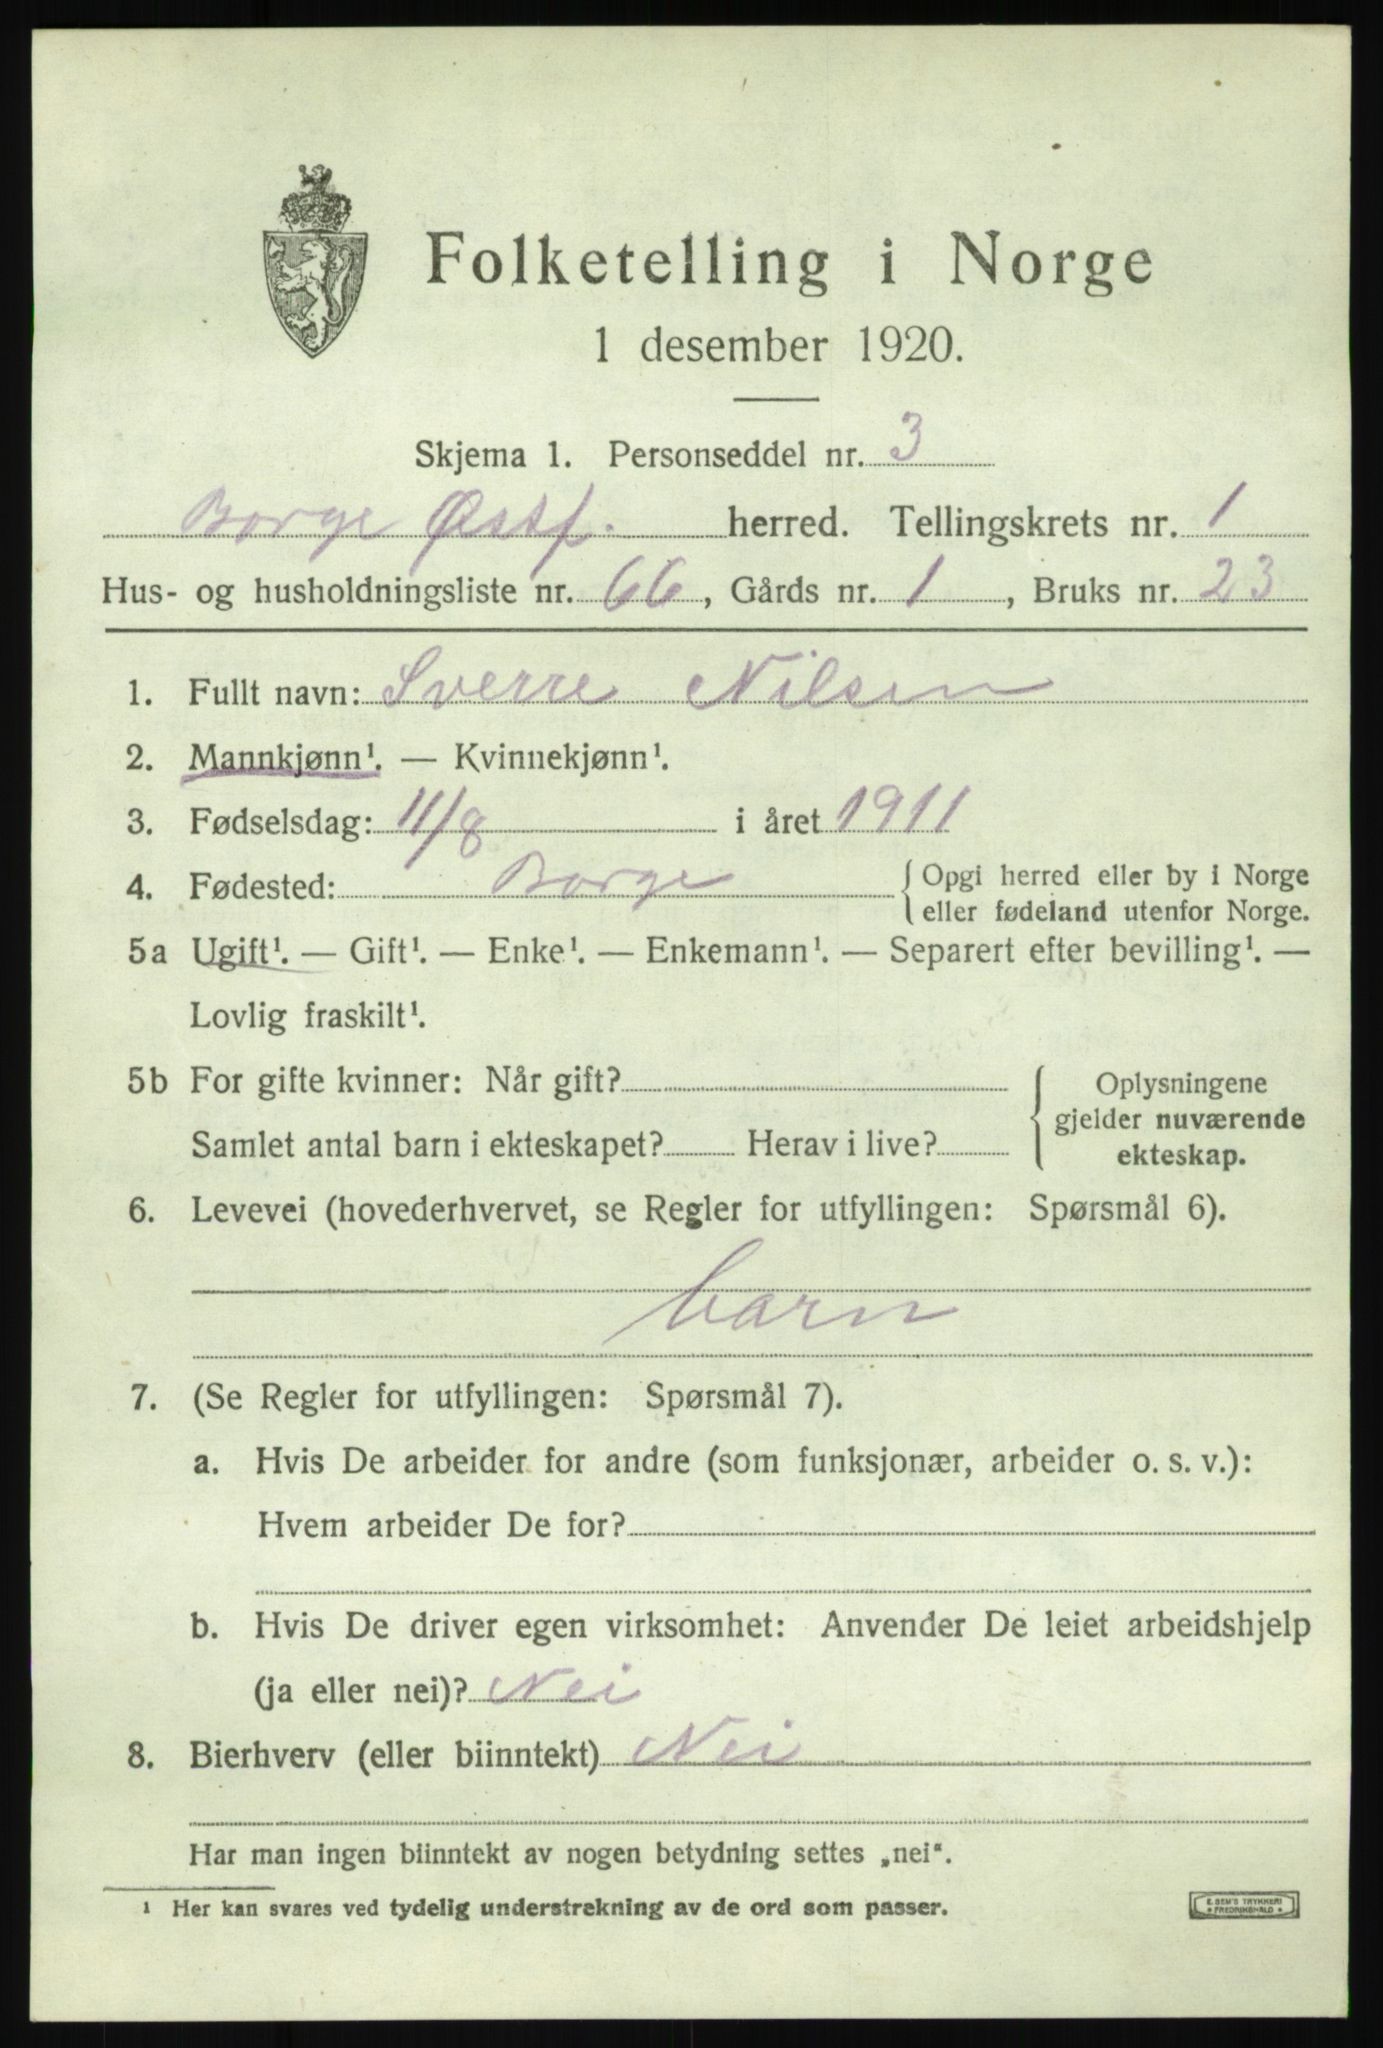 Folketelling i Norge
1 desember 1920.
Skjema 1. Personseddel nr. 3
Borge Østf. herred. Tellingskrets nr. 1
Hus- og husholdningsliste nr. 66, Gårds nr. 1, Bruks nr. 23
1. Fullt navn: Sverre Nilsen
2. Mannkjønn¹. — Kvinnekjønn¹.
3. Fødselsdag: 11/8 i året 1911
4. Fødested: Borge { Opgi herred eller by i Norge
eller fødeland utenfor Norge.
5a Ugift¹. — Gift¹. — Enke¹. — Enkemann¹. — Separert efter bevilling¹. —
Lovlig fraskilt¹.
5b For gifte kvinner: Når gift? { Oplysningene
gjelder nuværende
Samlet antal barn i ekteskapet? Herav i live?
ekteskap.
6. Levevei (hovederhvervet, se Regler for utfyllingen: Spørsmål 6).
barn
7. (Se Regler for utfyllingen: Spørsmål 7).
a. Hvis De arbeider for andre (som funksjonær, arbeider o. s. v.):
Hvem arbeider De for?
b. Hvis De driver egen virksomhet: Anvender De leiet arbeidshjelp
(ja eller nei)? Nei
8. Bierhverv (eller biinntekt) Nei
Har man ingen biinntekt av nogen betydning settes „nei“.
¹ Her kan svares ved tydelig understrekning av de ord som passer.
E. SEM'S TRYKKERI
* FREDRIKSHALD *